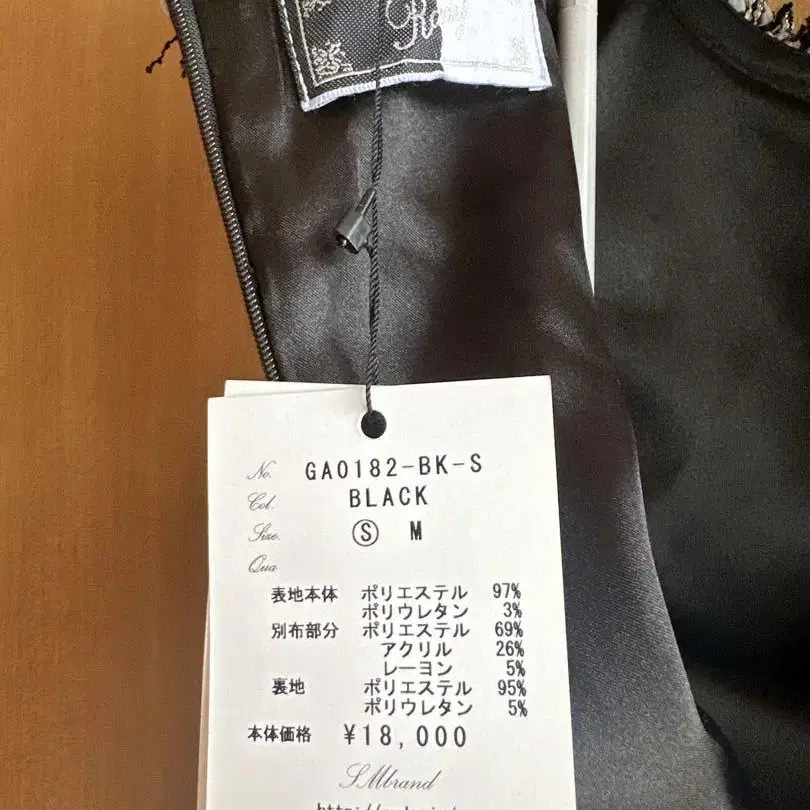 No. GA0182-BK-S
Col. BLACK
Size. Ⓢ M
Qua
表地本体 ポリエステル 97%
ポリウレタン 3%
別布部分 ポリエステル 69%
アクリル 26%
レーヨン 5%
裏地 ポリエステル 95%
ポリウレタン 5%
本体価格 ¥18,000
SMbrand